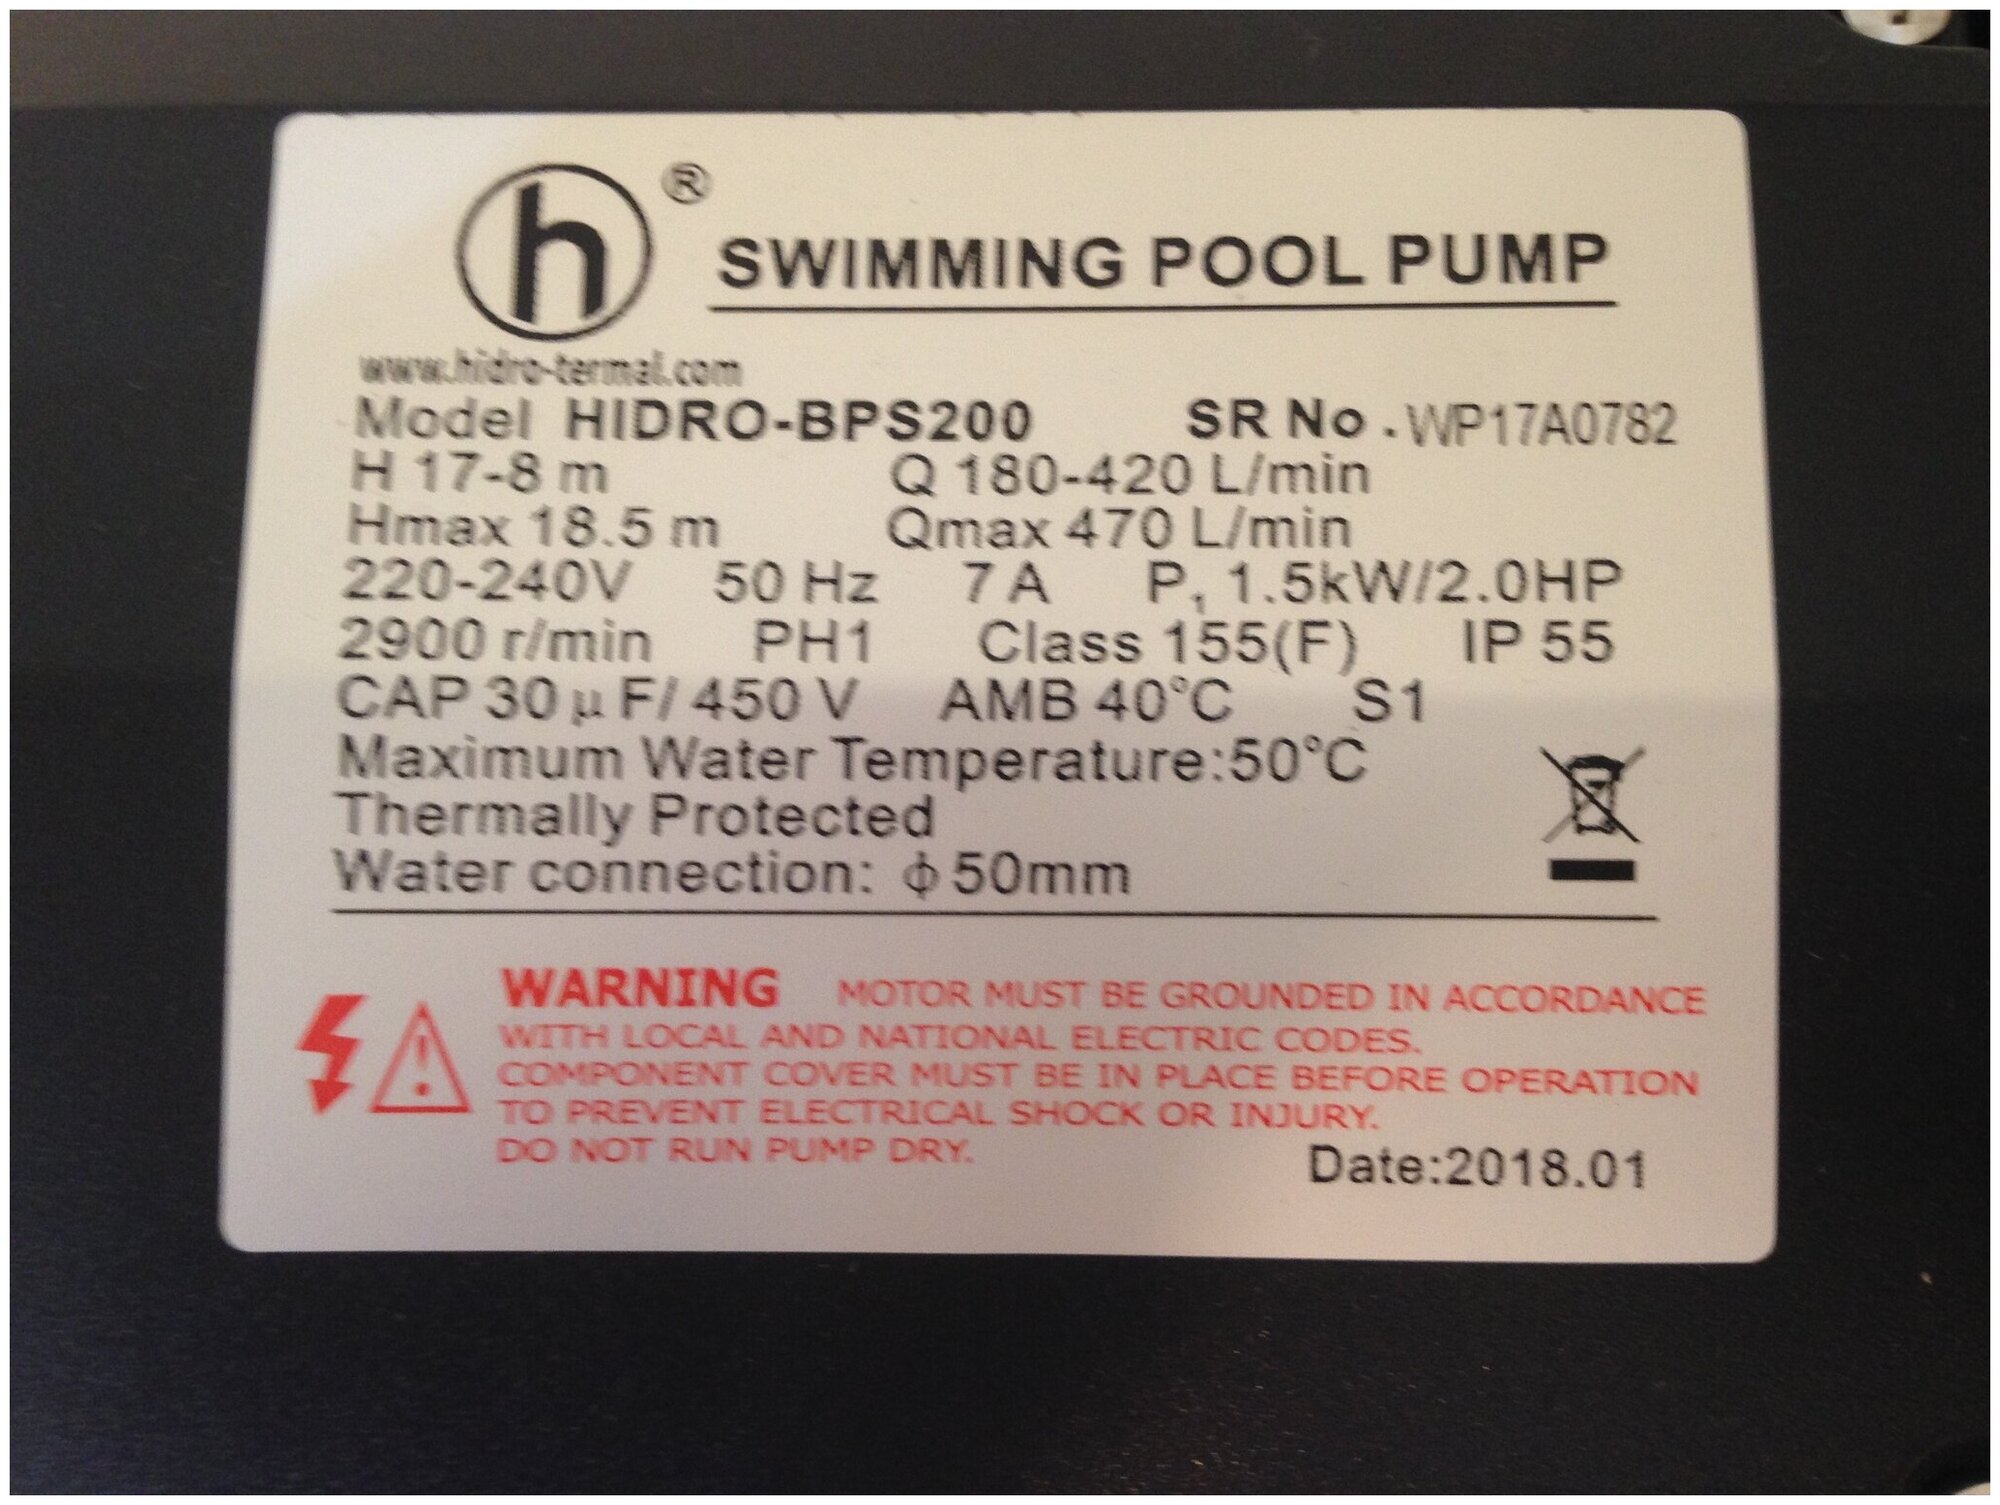 h ®
SWIMMING POOL PUMP
www.hidro-termal.com
Model HIDRO-BPS200 SR No. WP17A0782
H 17-8 m Q 180-420 L/min
Hmax 18.5 m Qmax 470 L/min
220-240V 50 Hz 7 A P₁ 1.5kW/2.0HP
2900 r/min PH1 Class 155(F) IP 55
CAP 30 μ F/ 450 V AMB 40°C S1
Maximum Water Temperature:50°C
Thermally Protected
Water connection: ϕ 50mm
WARNING MOTOR MUST BE GROUNDED IN ACCORDANCE
WITH LOCAL AND NATIONAL ELECTRIC CODES.
COMPONENT COVER MUST BE IN PLACE BEFORE OPERATION
TO PREVENT ELECTRICAL SHOCK OR INJURY.
DO NOT RUN PUMP DRY.
Date:2018.01